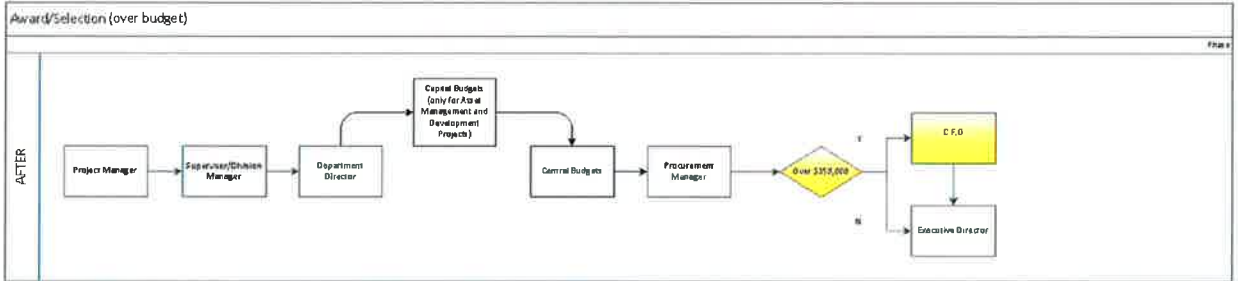 Award/Selection (over budget)
Phase
AFTER
Capital Budgets
(only for Asset
Management and
Development
Projects)
Project Manager
Supervisor/Division
Manager
Department
Director
Central Budgets
Procurement
Manager
Over
Y
N
C.F.O
Executive Director